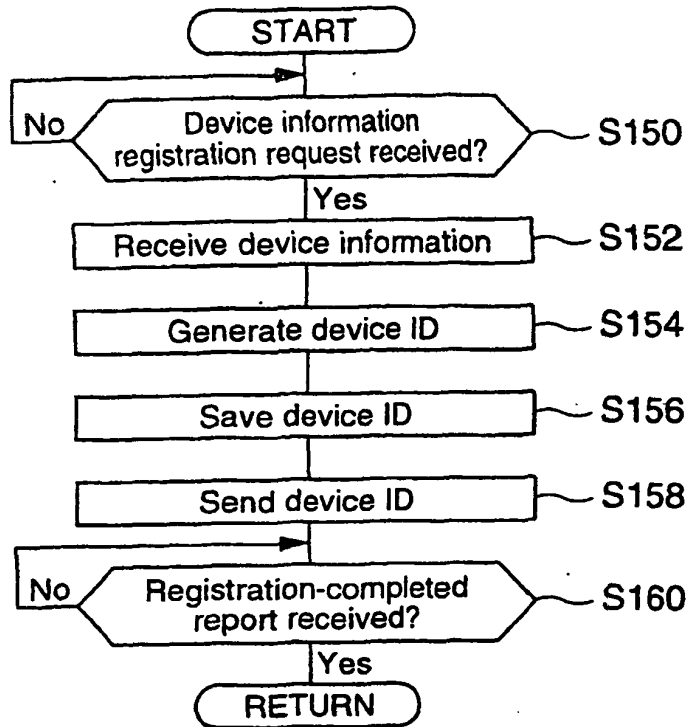 START
No
Device information
registration request received?
S150
Yes
Receive device information
S152
Generate device ID
S154
Save device ID
S156
Send device ID
S158
No
Registration-completed
report received?
S160
Yes
RETURN